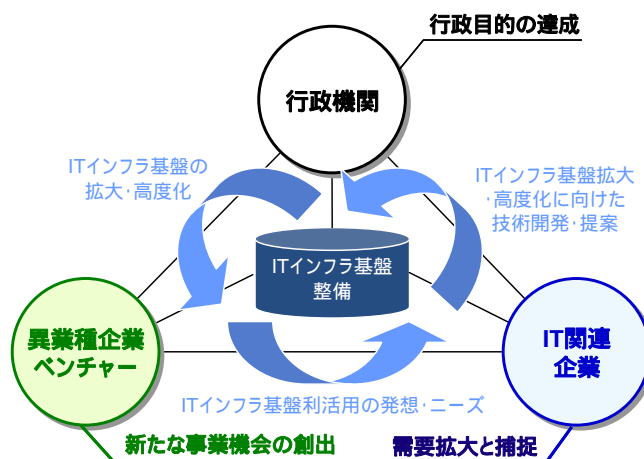 行政目的の達成
行政機関
ITインフラ基盤の
拡大・高度化
ITインフラ基盤拡大
・高度化に向けた
技術開発・提案
ITインフラ基盤
整備
異業種企業
ベンチャー
IT関連
企業
ITインフラ基盤利活用の発想・ニーズ
新たな事業機会の創出
需要拡大と捕捉